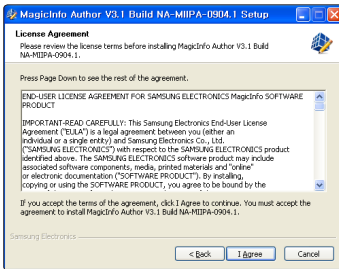 MagicInfo Author V3.1 Build NA-MIIPA-0904.1 Setup
License Agreement
Please review the license terms before installing MagicInfo Author V3.1 Build
NA-MIIPA-0904.1.
Press Page Down to see the rest of the agreement.
END-USER LICENSE AGREEMENT FOR SAMSUNG ELECTRONICS MagicInfo SOFTWARE
PRODUCT
IMPORTANT-READ CAREFULLY: This Samsung Electronics End-User License
Agreement ("EULA") is a legal agreement between you (either an
individual or a single entity) and Samsung Electronics Co., Ltd.
("SAMSUNG ELECTRONICS") with respect to the SAMSUNG ELECTRONICS product
identified above. The SAMSUNG ELECTRONICS software product may include
associated software components, media, printed materials and "online"
or electronic documentation ("SOFTWARE PRODUCT"). By installing,
copying or using the SOFTWARE PRODUCT, you agree to be bound by the
If you accept the terms of the agreement, click I Agree to continue. You must accept the
agreement to install MagicInfo Author V3.1 Build NA-MIIPA-0904.1.
Samsung Electronics
< Back I Agree Cancel